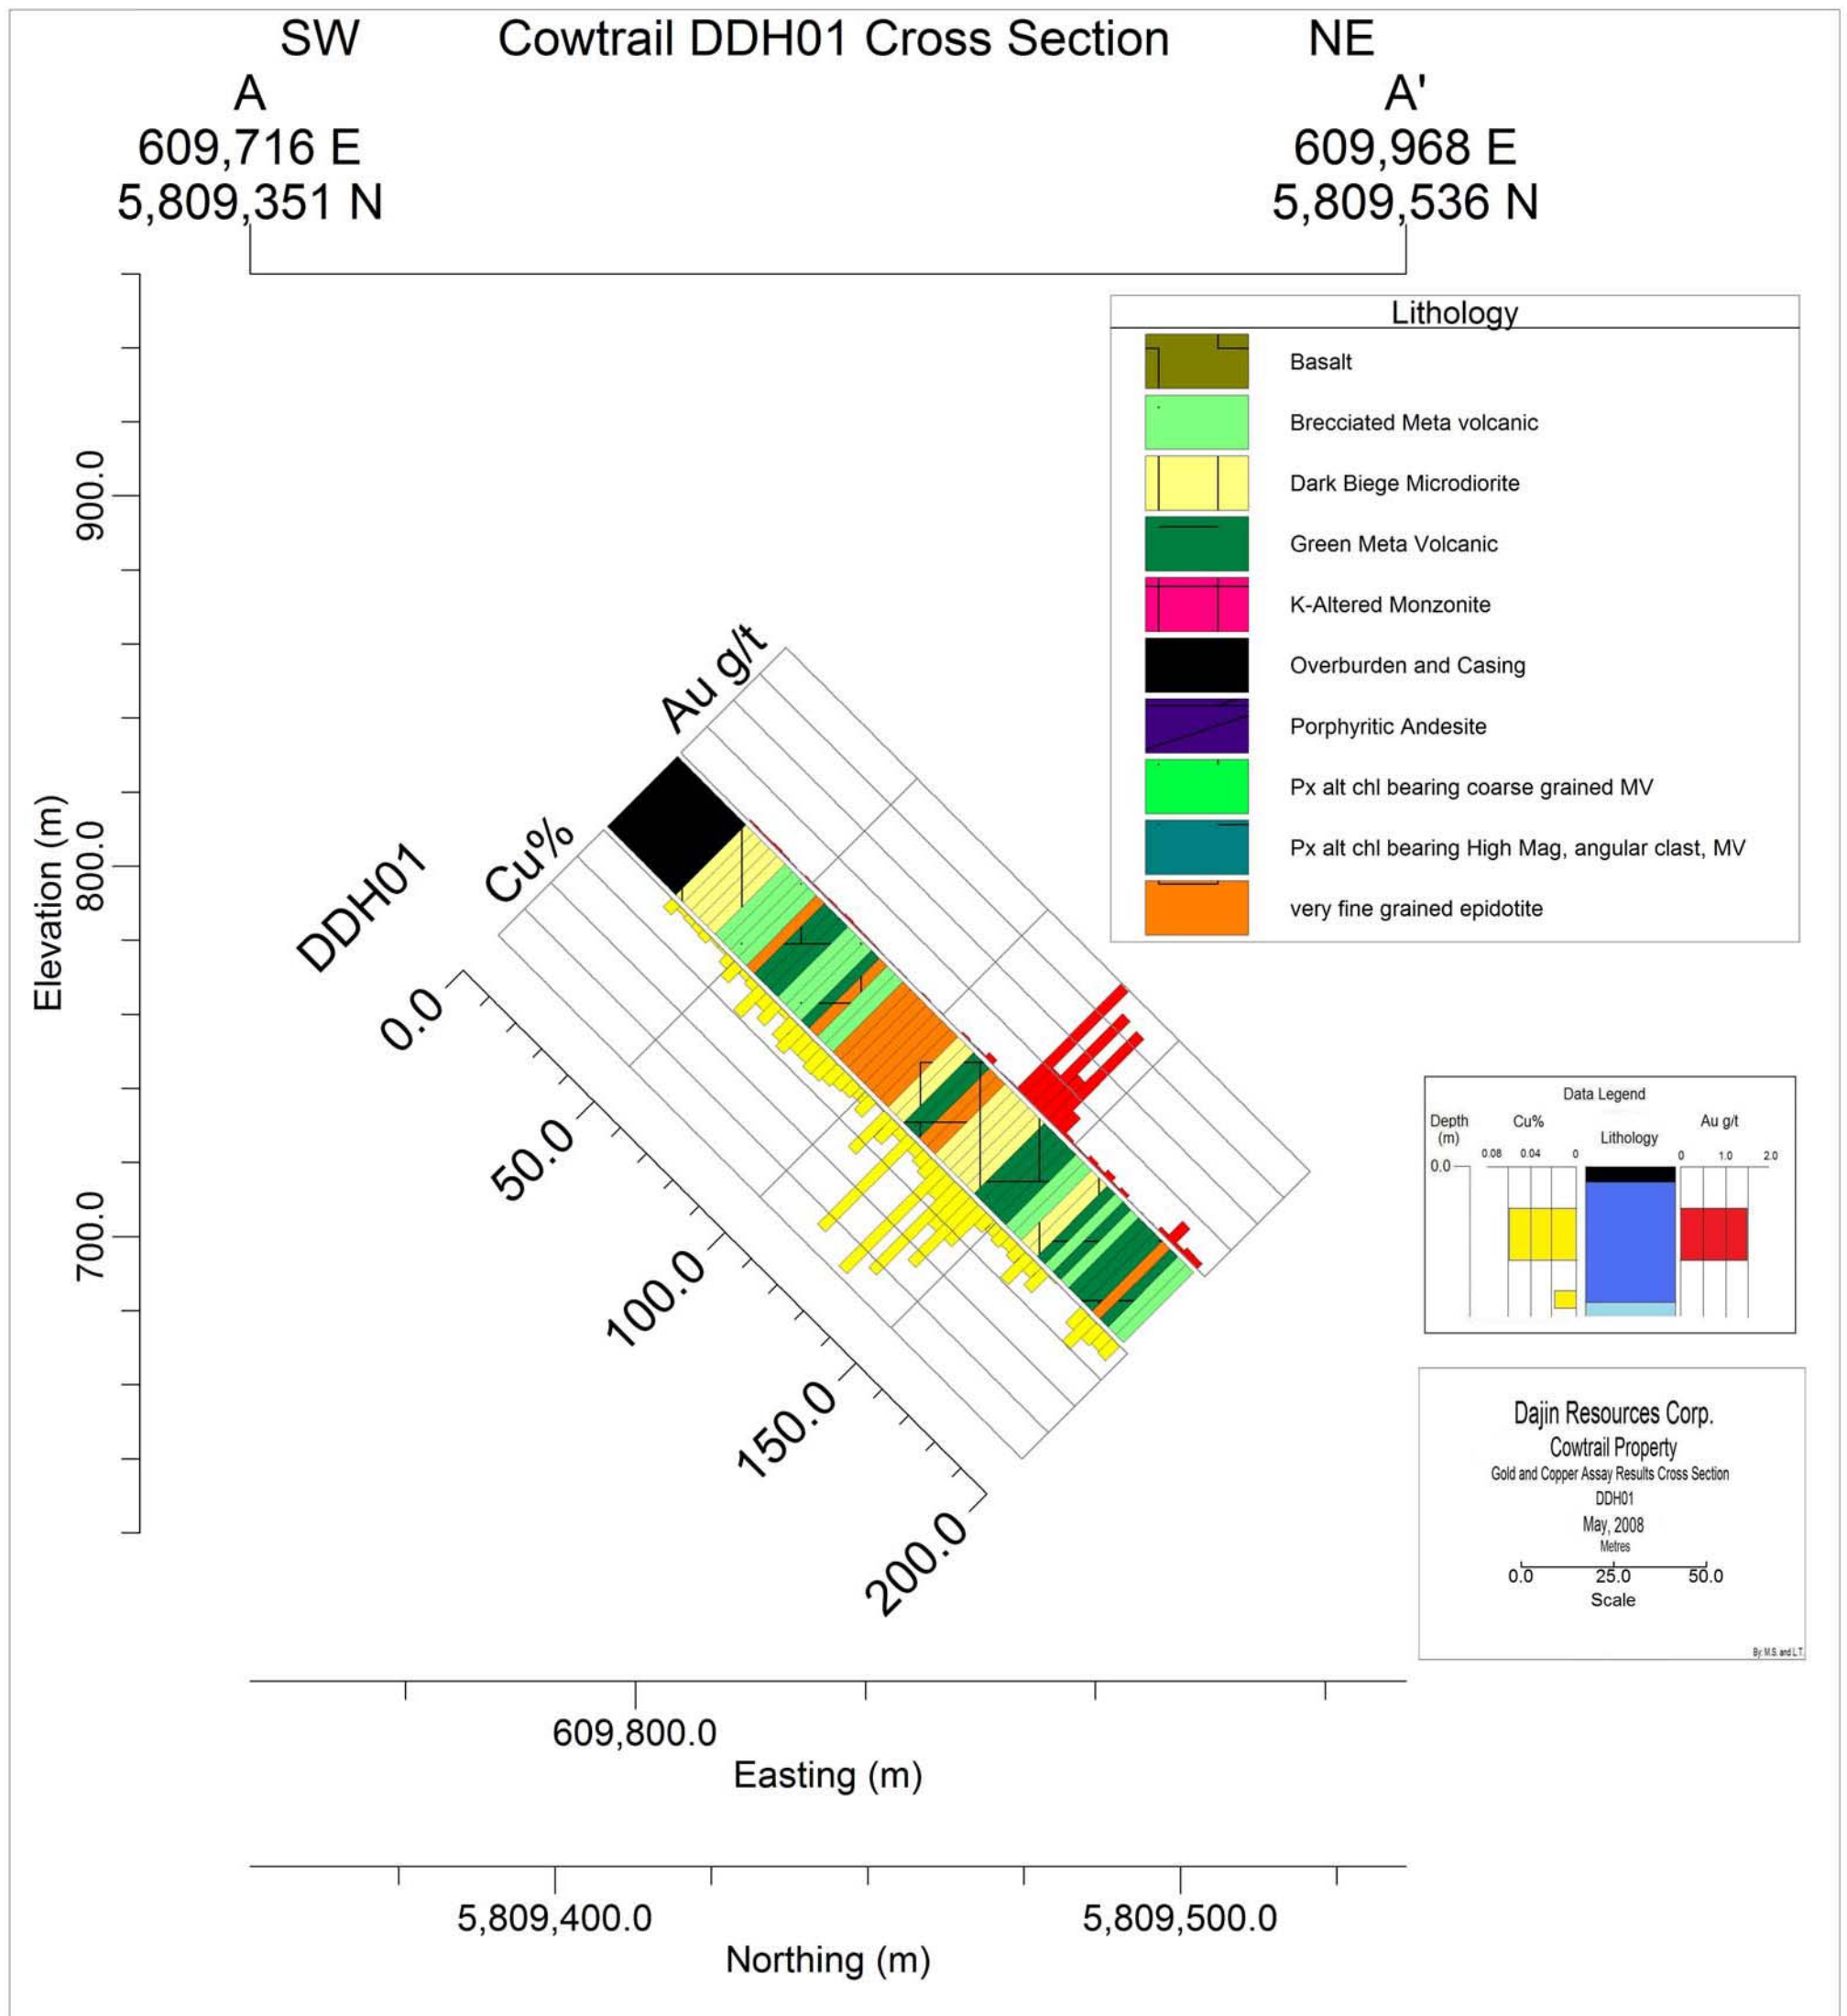 SW Cowtrail DDH01 Cross Section NE
A
609,716 E
5,809,351 N
A'
609,968 E
5,809,536 N
Lithology
Basalt
Brecciated Meta volcanic
Dark Biege Microdiorite
Green Meta Volcanic
K-Altered Monzonite
Overburden and Casing
Porphyritic Andesite
Px alt chl bearing coarse grained MV
Px alt chl bearing High Mag, angular clast, MV
very fine grained epidotite
Elevation (m)
900.0
800.0
700.0
Au g/t
Cu%
DDH01
0.0
50.0
100.0
150.0
200.0
Data Legend
Depth
(m)
Cu%
Lithology
Au g/t
0.08 0.04 0
0 1.0 2.0
0.0
Dajin Resources Corp.
Cowtrail Property
Gold and Copper Assay Results Cross Section
DDH01
May, 2008
Metres
0.0 25.0 50.0
Scale
By: M.S. and L.T.
609,800.0
Easting (m)
5,809,400.0 5,809,500.0
Northing (m)